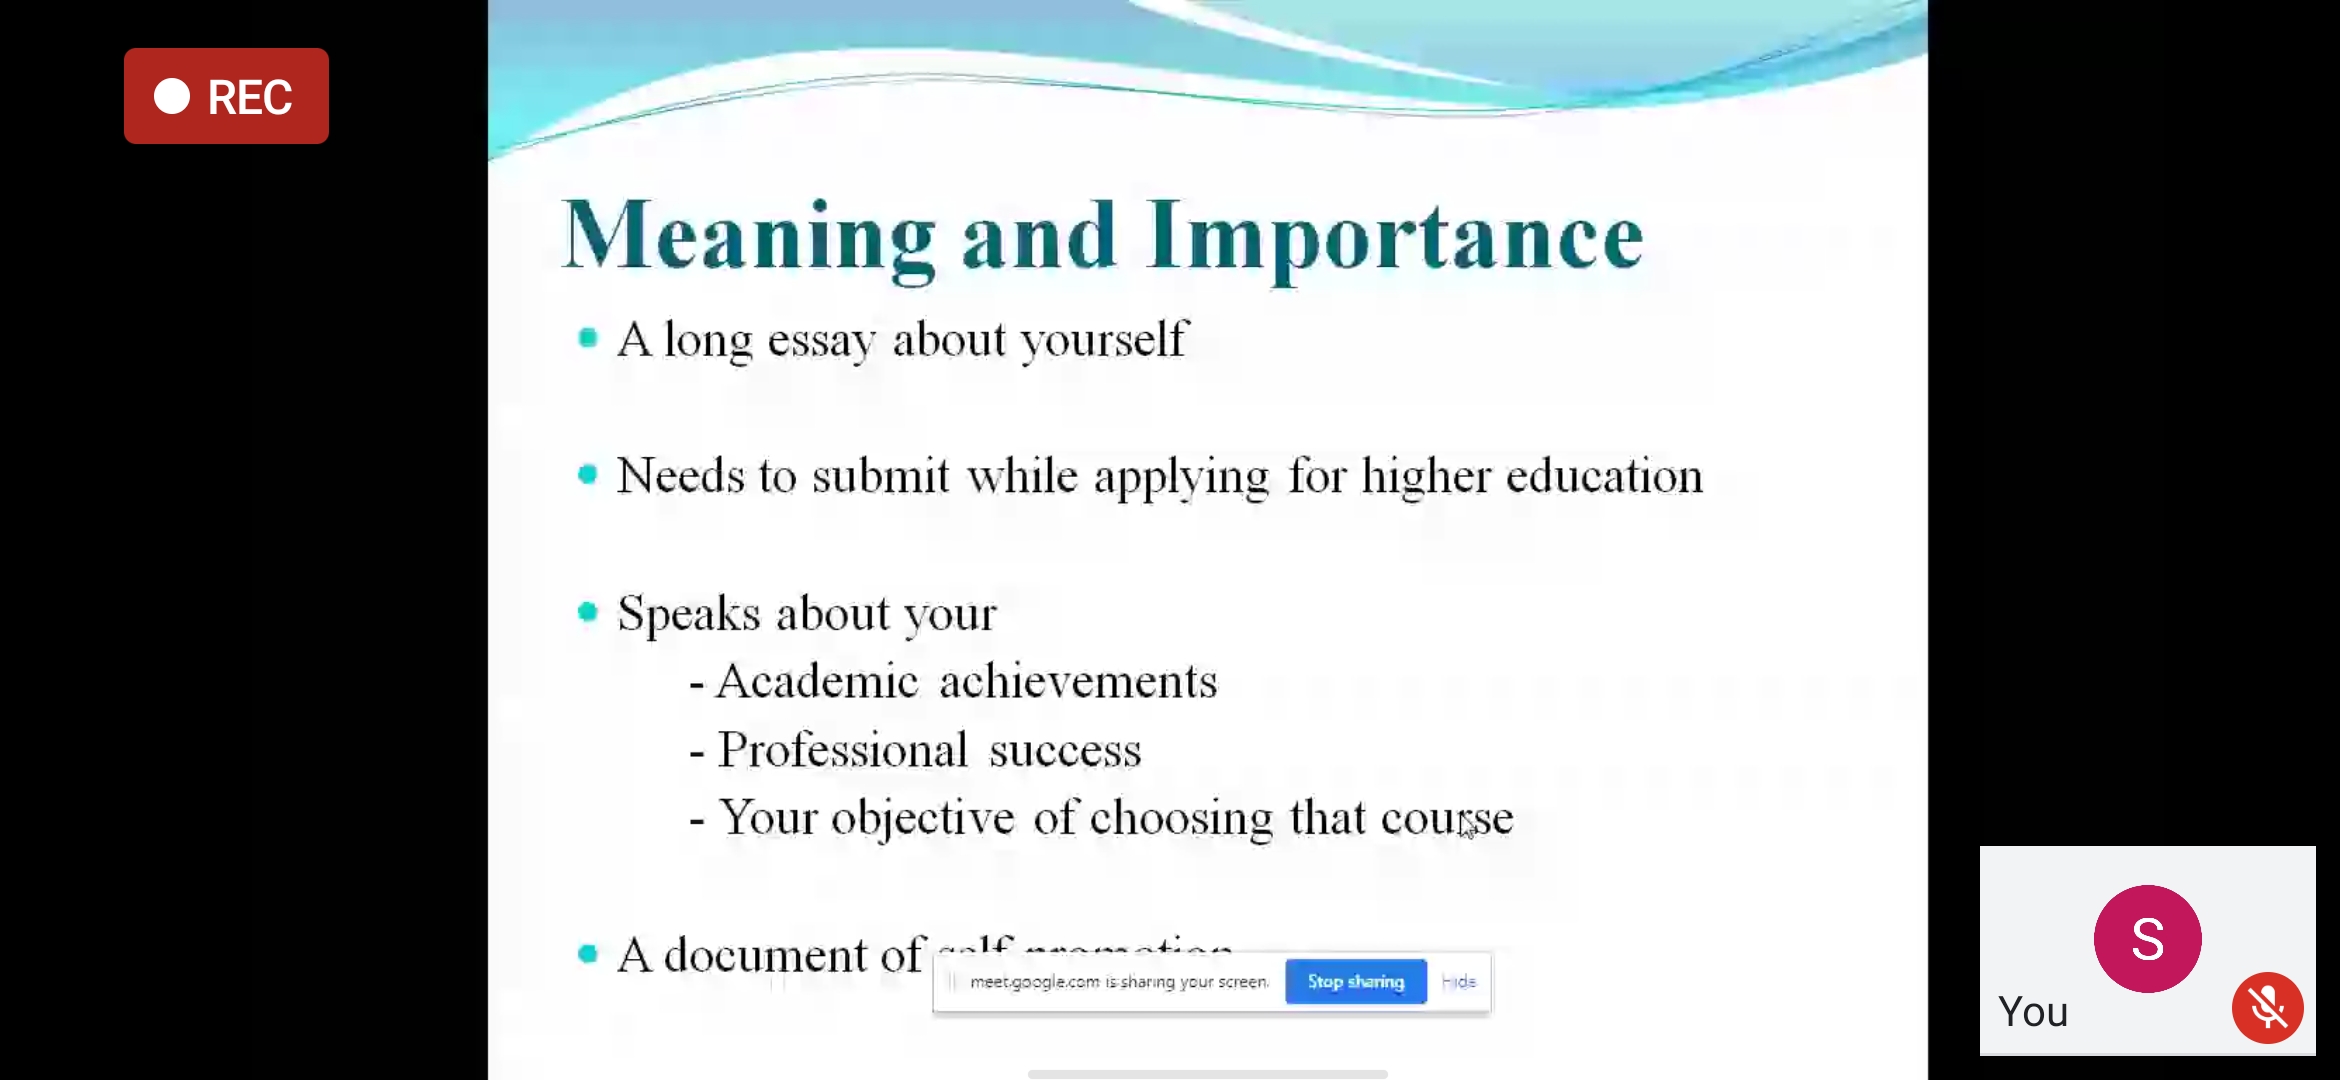 REC
Meaning and Importance
• A long essay about yourself
• Needs to submit while applying for higher education
• Speaks about your
- Academic achievements
- Professional success
- Your objective of choosing that course
• A document of self promotion
meet.google.com is sharing your screen. Stop sharing Hide
S
You